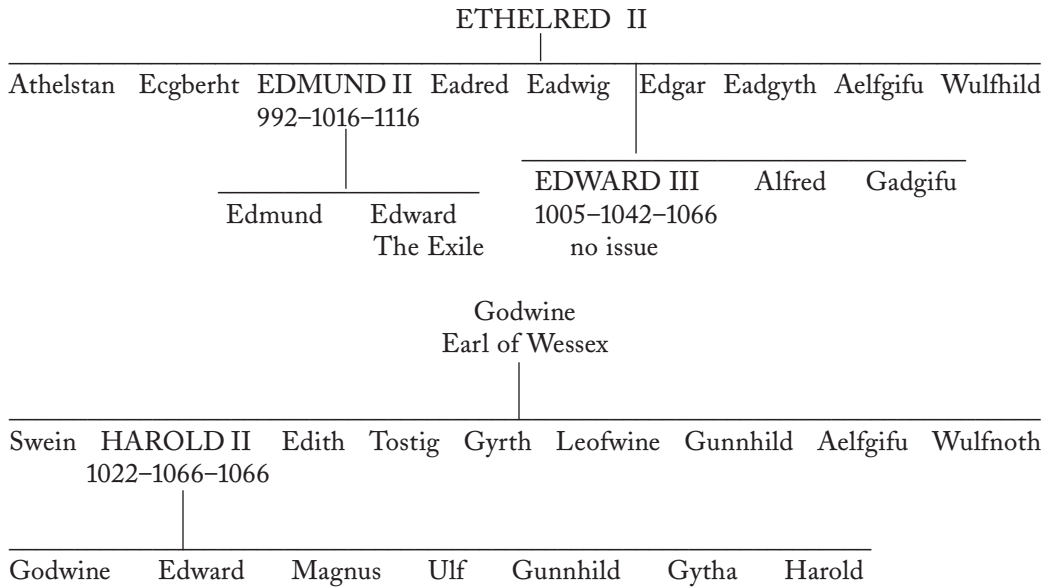 ETHELRED II
Athelstan Ecgberht EDMUND II Eadred Eadwig Edgar Eadgyth Aelfgifu Wulfhild
992–1016–1116
EDWARD III Alfred Gadgifu
Edmund Edward 1005–1042–1066
The Exile no issue
Godwine
Earl of Wessex
Swein HAROLD II Edith Tostig Gyrth Leofwine Gunnhild Aelfgifu Wulfnoth
1022–1066–1066
Godwine Edward Magnus Ulf Gunnhild Gytha Harold